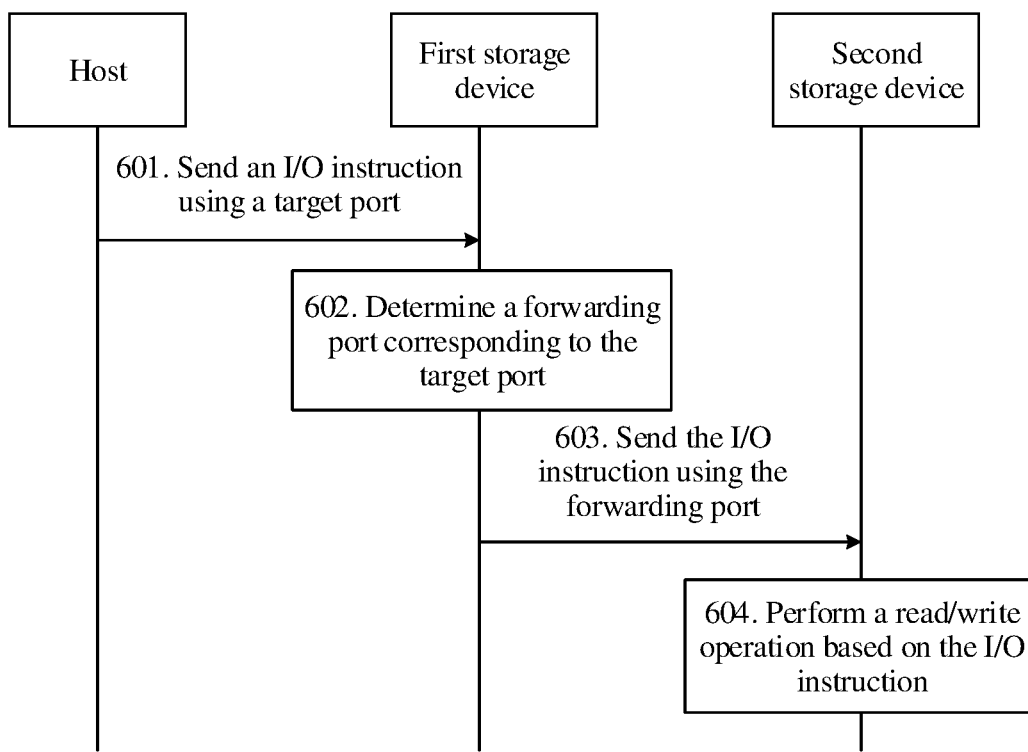 Host
First storage
device
Second
storage device
601. Send an I/O instruction
using a target port
602. Determine a forwarding
port corresponding to the
target port
603. Send the I/O
instruction using the
forwarding port
604. Perform a read/write
operation based on the I/O
instruction